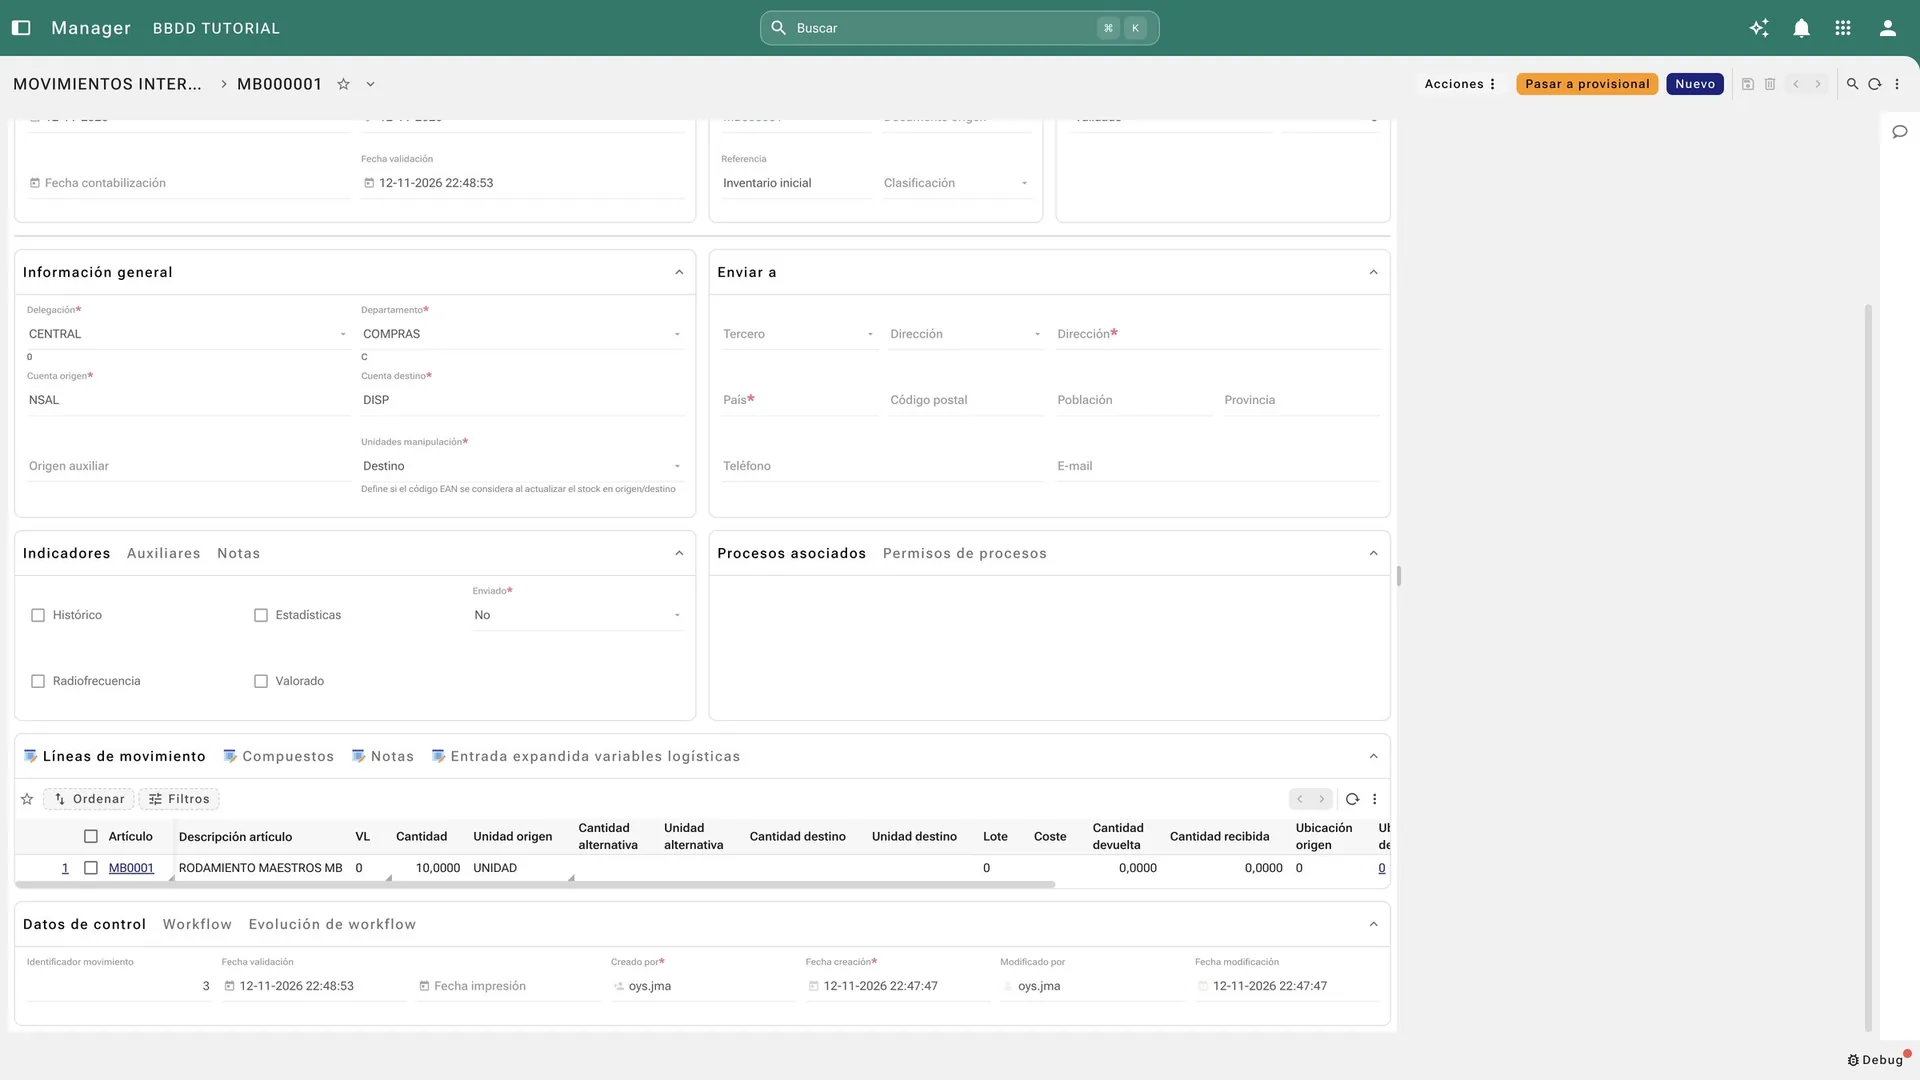 Manager BBDD TUTORIAL Buscar ⌘ K
MOVIMIENTOS INTER... > MB000001 Acciones Pasar a provisional Nuevo
Fecha validación Referencia
Fecha contabilización 12-11-2026 22:48:53 Inventario inicial Clasificación
Información general Enviar a
Delegación* Departamento*
CENTRAL COMPRAS Tercero Dirección Dirección*
0 C
Cuenta origen* Cuenta destino*
NSAL DISP País* Código postal Población Provincia
Unidades manipulación*
Origen auxiliar Destino Teléfono E-mail
Define si el código EAN se considera al actualizar el stock en origen/destino
Indicadores Auxiliares Notas Procesos asociados Permisos de procesos
Enviado*
Histórico Estadísticas No
Radiofrecuencia Valorado
Líneas de movimiento Compuestos Notas Entrada expandida variables logísticas
Ordenar Filtros
Artículo Descripción artículo VL Cantidad Unidad origen Cantidad alternativa Unidad alternativa Cantidad destino Unidad destino Lote Coste Cantidad devuelta Cantidad recibida Ubicación origen
1 MB0001 RODAMIENTO MAESTROS MB 0 10,0000 UNIDAD 0 0,0000 0,0000 0 0
Datos de control Workflow Evolución de workflow
Identificador movimiento Fecha validación Creado por* Fecha creación* Modificado por Fecha modificación
3 12-11-2026 22:48:53 Fecha impresión oys.jma 12-11-2026 22:47:47 oys.jma 12-11-2026 22:47:47
Debug